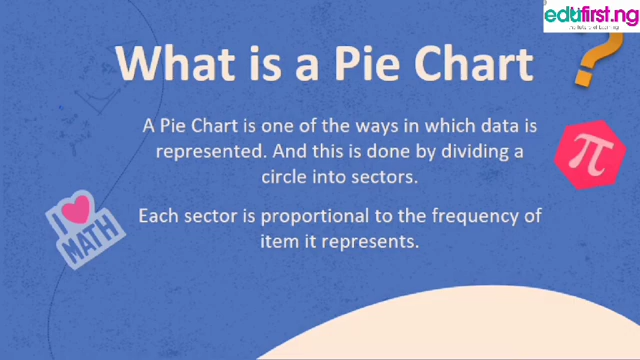 edufirst.ng
What is a Pie Chart
A Pie Chart is one of the ways in which data is
represented. And this is done by dividing a
circle into sectors.
I
MATH
π
Each sector is proportional to the frequency of
item it represents.